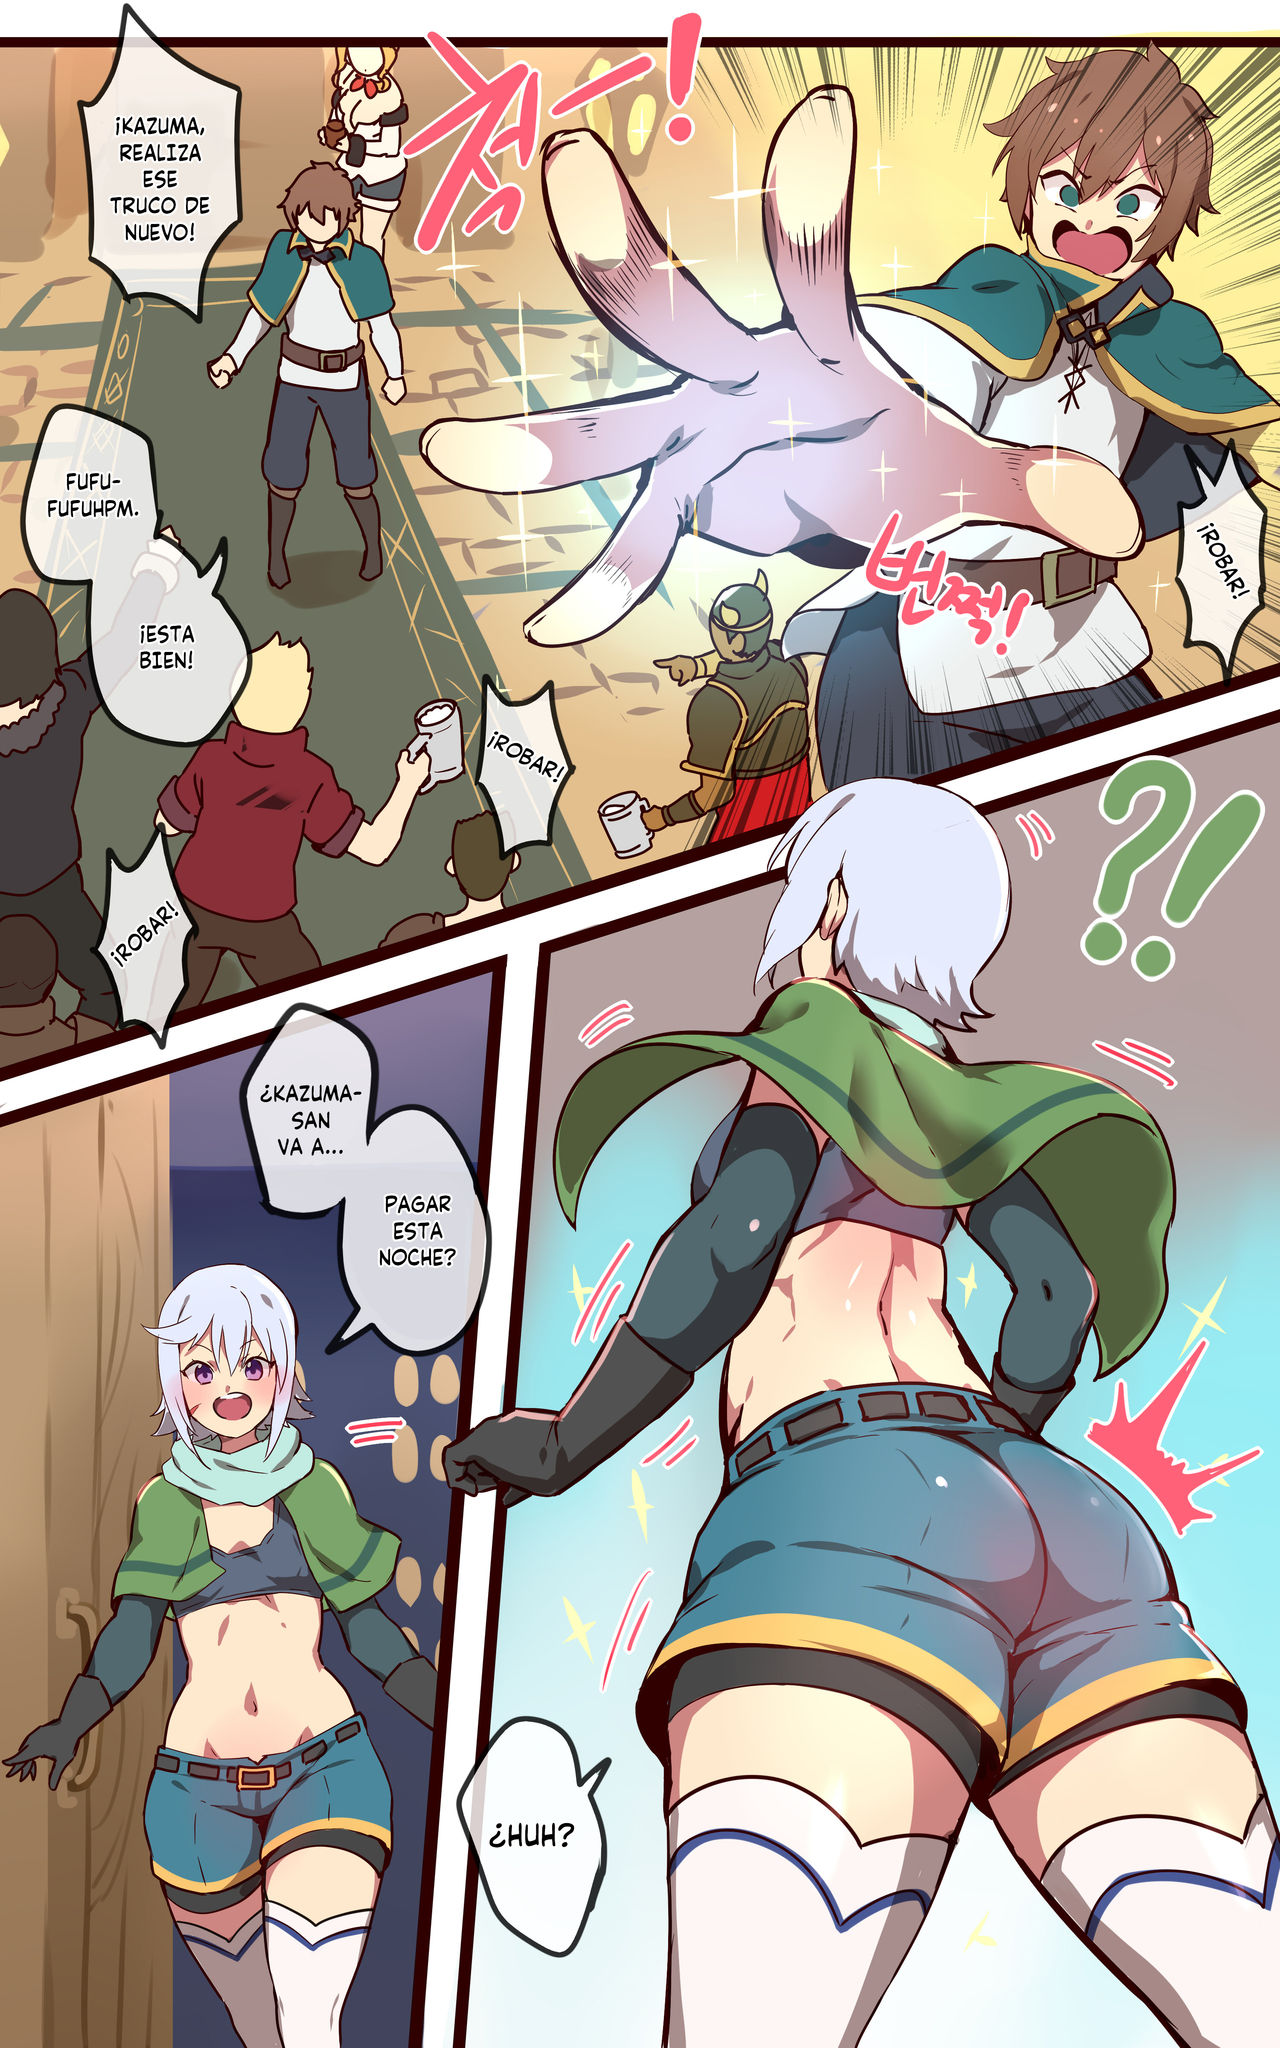 ¡KAZUMA,
REALIZA
ESE
TRUCO DE
NUEVO!
FUFU-
FUFUHPM.
¡ESTA
BIEN!
¡ROBAR!
¡ROBAR!
¡ROBAR!
번쩍!
?!
¿KAZUMA-
SAN
VA A...
PAGAR
ESTA
NOCHE?
¿HUH?